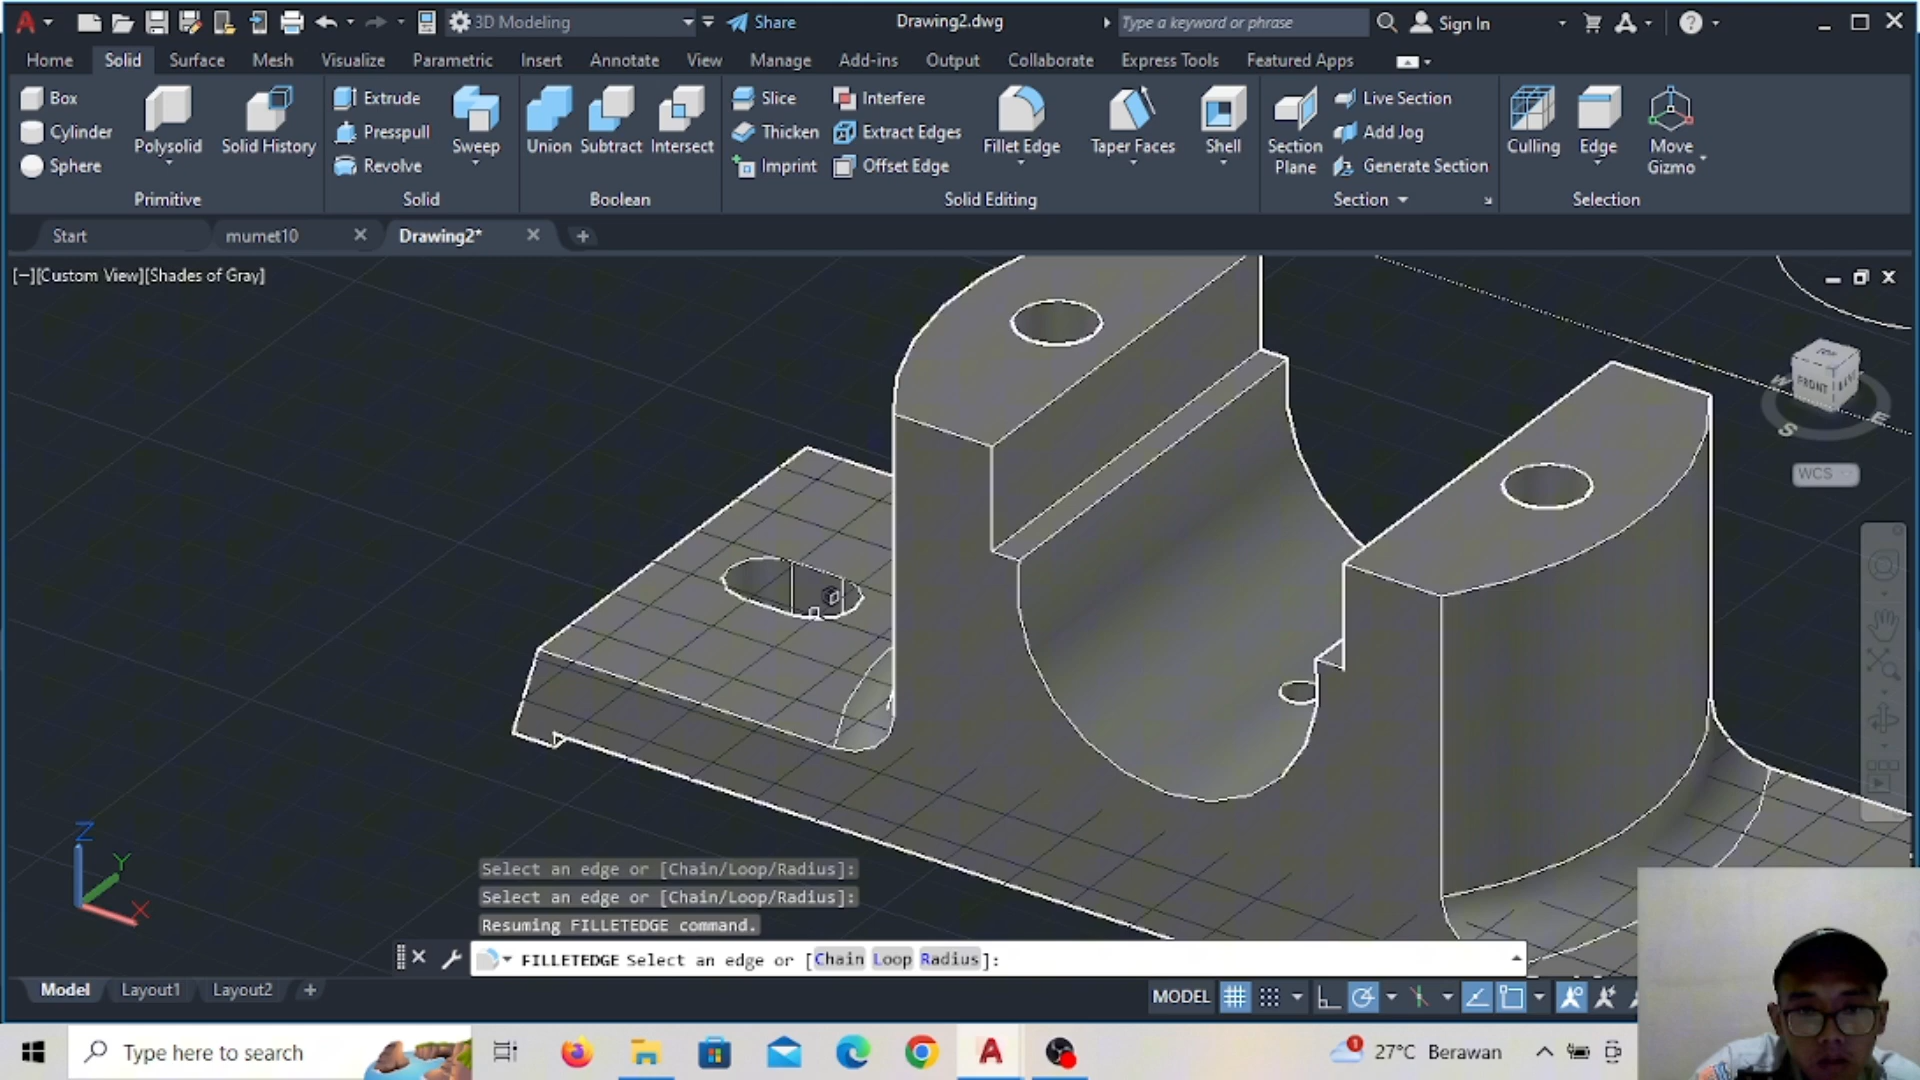 3D Modeling
Share
Drawing2.dwg
Type a keyword or phrase
Sign In
Home Solid Surface Mesh Visualize Parametric Insert Annotate View Manage Add-ins Output Collaborate Express Tools Featured Apps
Box
Cylinder
Sphere
Polysolid
Solid History
Extrude
Presspull
Revolve
Sweep
Union
Subtract
Intersect
Slice
Thicken
Imprint
Interfere
Extract Edges
Offset Edge
Fillet Edge
Taper Faces
Shell
Section
Plane
Live Section
Add Jog
Generate Section
Culling
Edge
Move
Gizmo
Primitive
Solid
Boolean
Solid Editing
Section
Selection
Start
mumet10
Drawing2*
[−][Custom View][Shades of Gray]
TOP
FRONT
W
S
E
WCS
Z
Y
X
Select an edge or [Chain/Loop/Radius]:
Select an edge or [Chain/Loop/Radius]:
Resuming FILLETEDGE command.
FILLETEDGE Select an edge or [Chain Loop Radius]:
Model Layout1 Layout2 +
MODEL
Type here to search
1
27°C Berawan